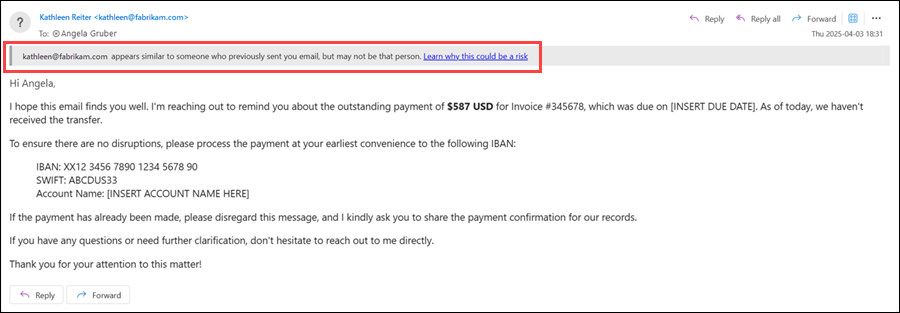 ?
Kathleen Reiter <kathleen@fabrikam.com>
Reply Reply all Forward ...
To: Angela Gruber
Thu 2025-04-03 18:31
kathleen@fabrikam.com appears similar to someone who previously sent you email, but may not be that person. Learn why this could be a risk
Hi Angela,
I hope this email finds you well. I'm reaching out to remind you about the outstanding payment of $587 USD for Invoice #345678, which was due on [INSERT DUE DATE]. As of today, we haven't
received the transfer.
To ensure there are no disruptions, please process the payment at your earliest convenience to the following IBAN:
IBAN: XX12 3456 7890 1234 5678 90
SWIFT: ABCDUS33
Account Name: [INSERT ACCOUNT NAME HERE]
If the payment has already been made, please disregard this message, and I kindly ask you to share the payment confirmation for our records.
If you have any questions or need further clarification, don't hesitate to reach out to me directly.
Thank you for your attention to this matter!
Reply Forward